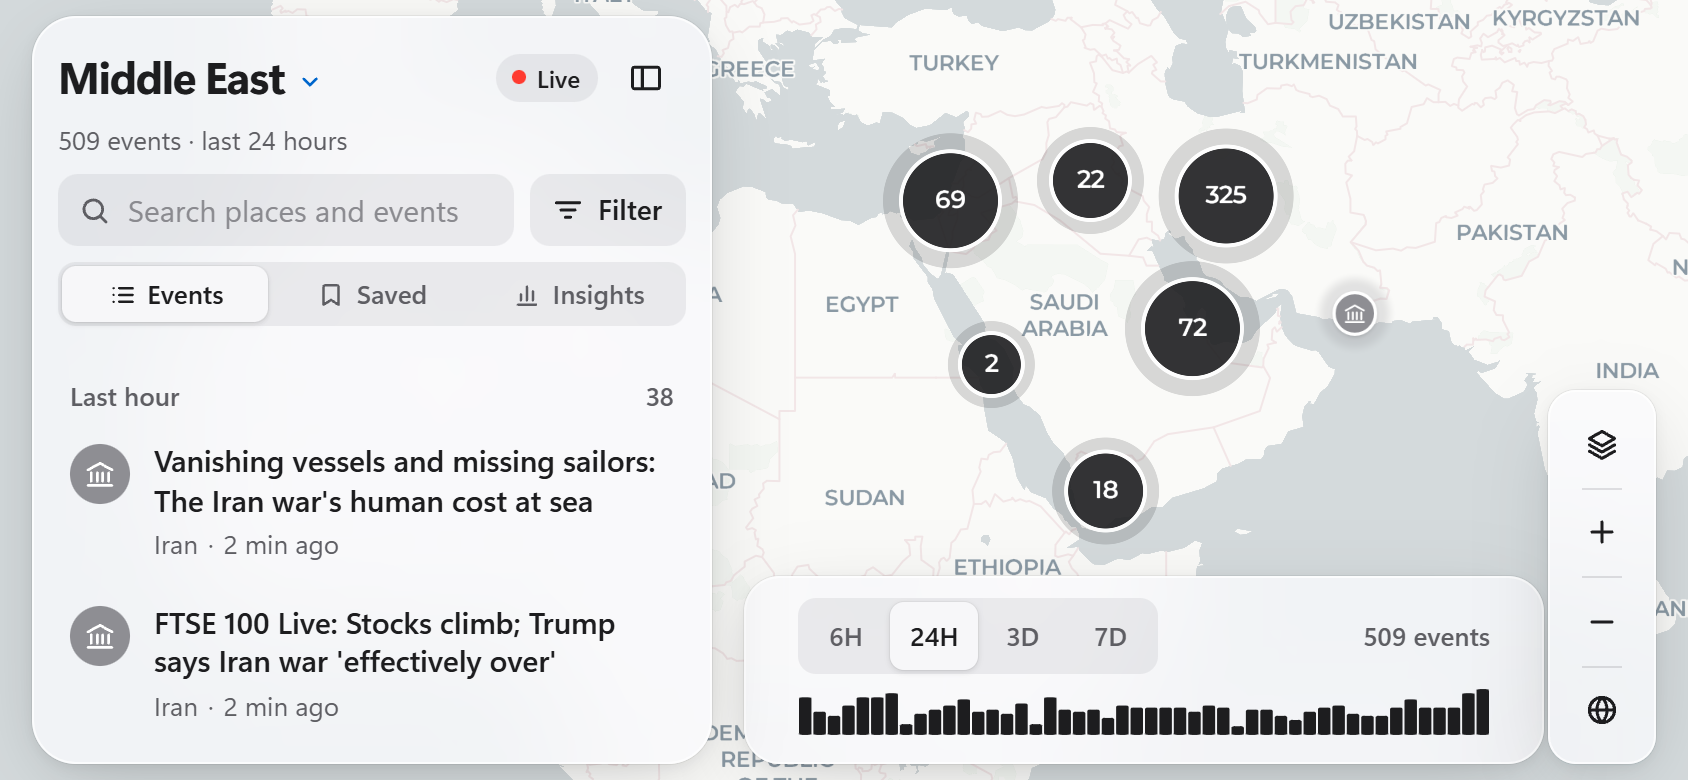 Middle East
Live
509 events · last 24 hours
Search places and events
Filter
Events
Saved
Insights
Last hour
38
Vanishing vessels and missing sailors:
The Iran war's human cost at sea
Iran · 2 min ago
FTSE 100 Live: Stocks climb; Trump
says Iran war 'effectively over'
Iran · 2 min ago
UZBEKISTAN
KYRGYZSTAN
GREECE
TURKEY
TURKMENISTAN
69
22
325
PAKISTAN
EGYPT
SAUDI
ARABIA
72
2
INDIA
SUDAN
18
ETHIOPIA
6H
24H
3D
7D
509 events